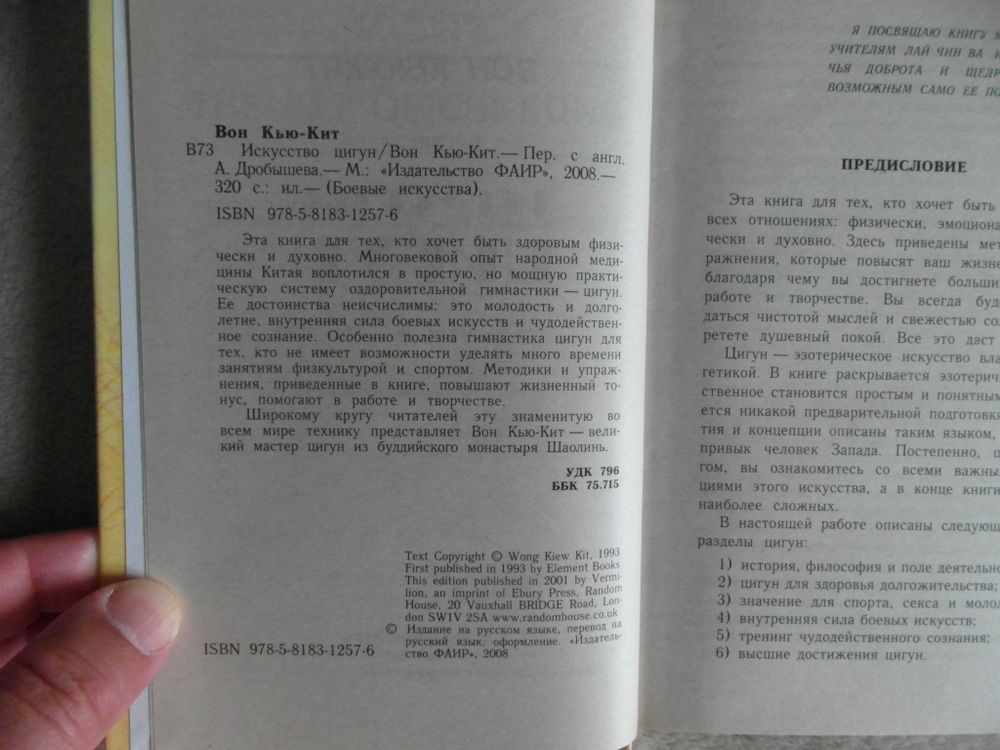 Вон Кью-Кит
В73 Искусство цигун/Вон Кью-Кит.— Пер. с англ.
А. Дробышева.— М.: «Издательство ФАИР», 2008.—
320 с.: ил.— (Боевые искусства).
ISBN 978-5-8183-1257-6
Эта книга для тех, кто хочет быть здоровым физи-
чески и духовно. Многовековой опыт народной меди-
цины Китая воплотился в простую, но мощную практи-
ческую систему оздоровительной гимнастики — цигун.
Ее достоинства неисчислимы: это молодость и долго-
летие, внутренняя сила боевых искусств и чудодействен-
ное сознание. Особенно полезна гимнастика цигун для
тех, кто не имеет возможности уделять много времени
занятиям физкультурой и спортом. Методики и упраж-
нения, приведенные в книге, повышают жизненный то-
нус, помогают в работе и творчестве.
Широкому кругу читателей эту знаменитую во
всем мире технику представляет Вон Кью-Кит — вели-
кий мастер цигун из буддийского монастыря Шаолинь.
УДК 796
ББК 75.715
Text Copyright © Wong Kiew Kit, 1993
First published in 1993 by Element Books
This edition published in 2001 by Vermi-
lion, an imprint of Ebury Press, Random
House, 20 Vauxhall BRIDGE Road, Lon-
don SW1V 2SA www.randomhouse.co.uk
© Издание на русском языке, перевод на
русский язык, оформление. «Издатель-
ство ФАИР», 2008
ISBN 978-5-8183-1257-6
Я ПОСВЯЩАЮ КНИГУ
УЧИТЕЛЯМ ЛАЙ ЧИН ВА
ЧЬЯ ДОБРОТА И ЩЕДР
ВОЗМОЖНЫМ САМО ЕЕ ПО
ПРЕДИСЛОВИЕ
Эта книга для тех, кто хочет быть
всех отношениях: физически, эмоциона
чески и духовно. Здесь приведены мет
ражнения, которые повысят ваш жизне
благодаря чему вы достигнете больши
работе и творчестве. Вы всегда буд
даться чистотой мыслей и свежестью со
ретете душевный покой. Все это даст
Цигун — эзотерическое искусство вла
гетикой. В книге раскрывается эзотерич
ственное становится простым и понятным
ется никакой предварительной подготовк
тия и концепции описаны таким языком,
привык человек Запада. Постепенно, ш
гом, вы ознакомитесь со всеми важны
циями этого искусства, а в конце книги
наиболее сложных.
В настоящей работе описаны следующ
разделы цигун:
1) история, философия и поле деятельно
2) цигун для здоровья долгожительства;
3) значение для спорта, секса и моло
4) внутренняя сила боевых искусств;
5) тренинг чудодейственного сознания;
6) высшие достижения цигун.